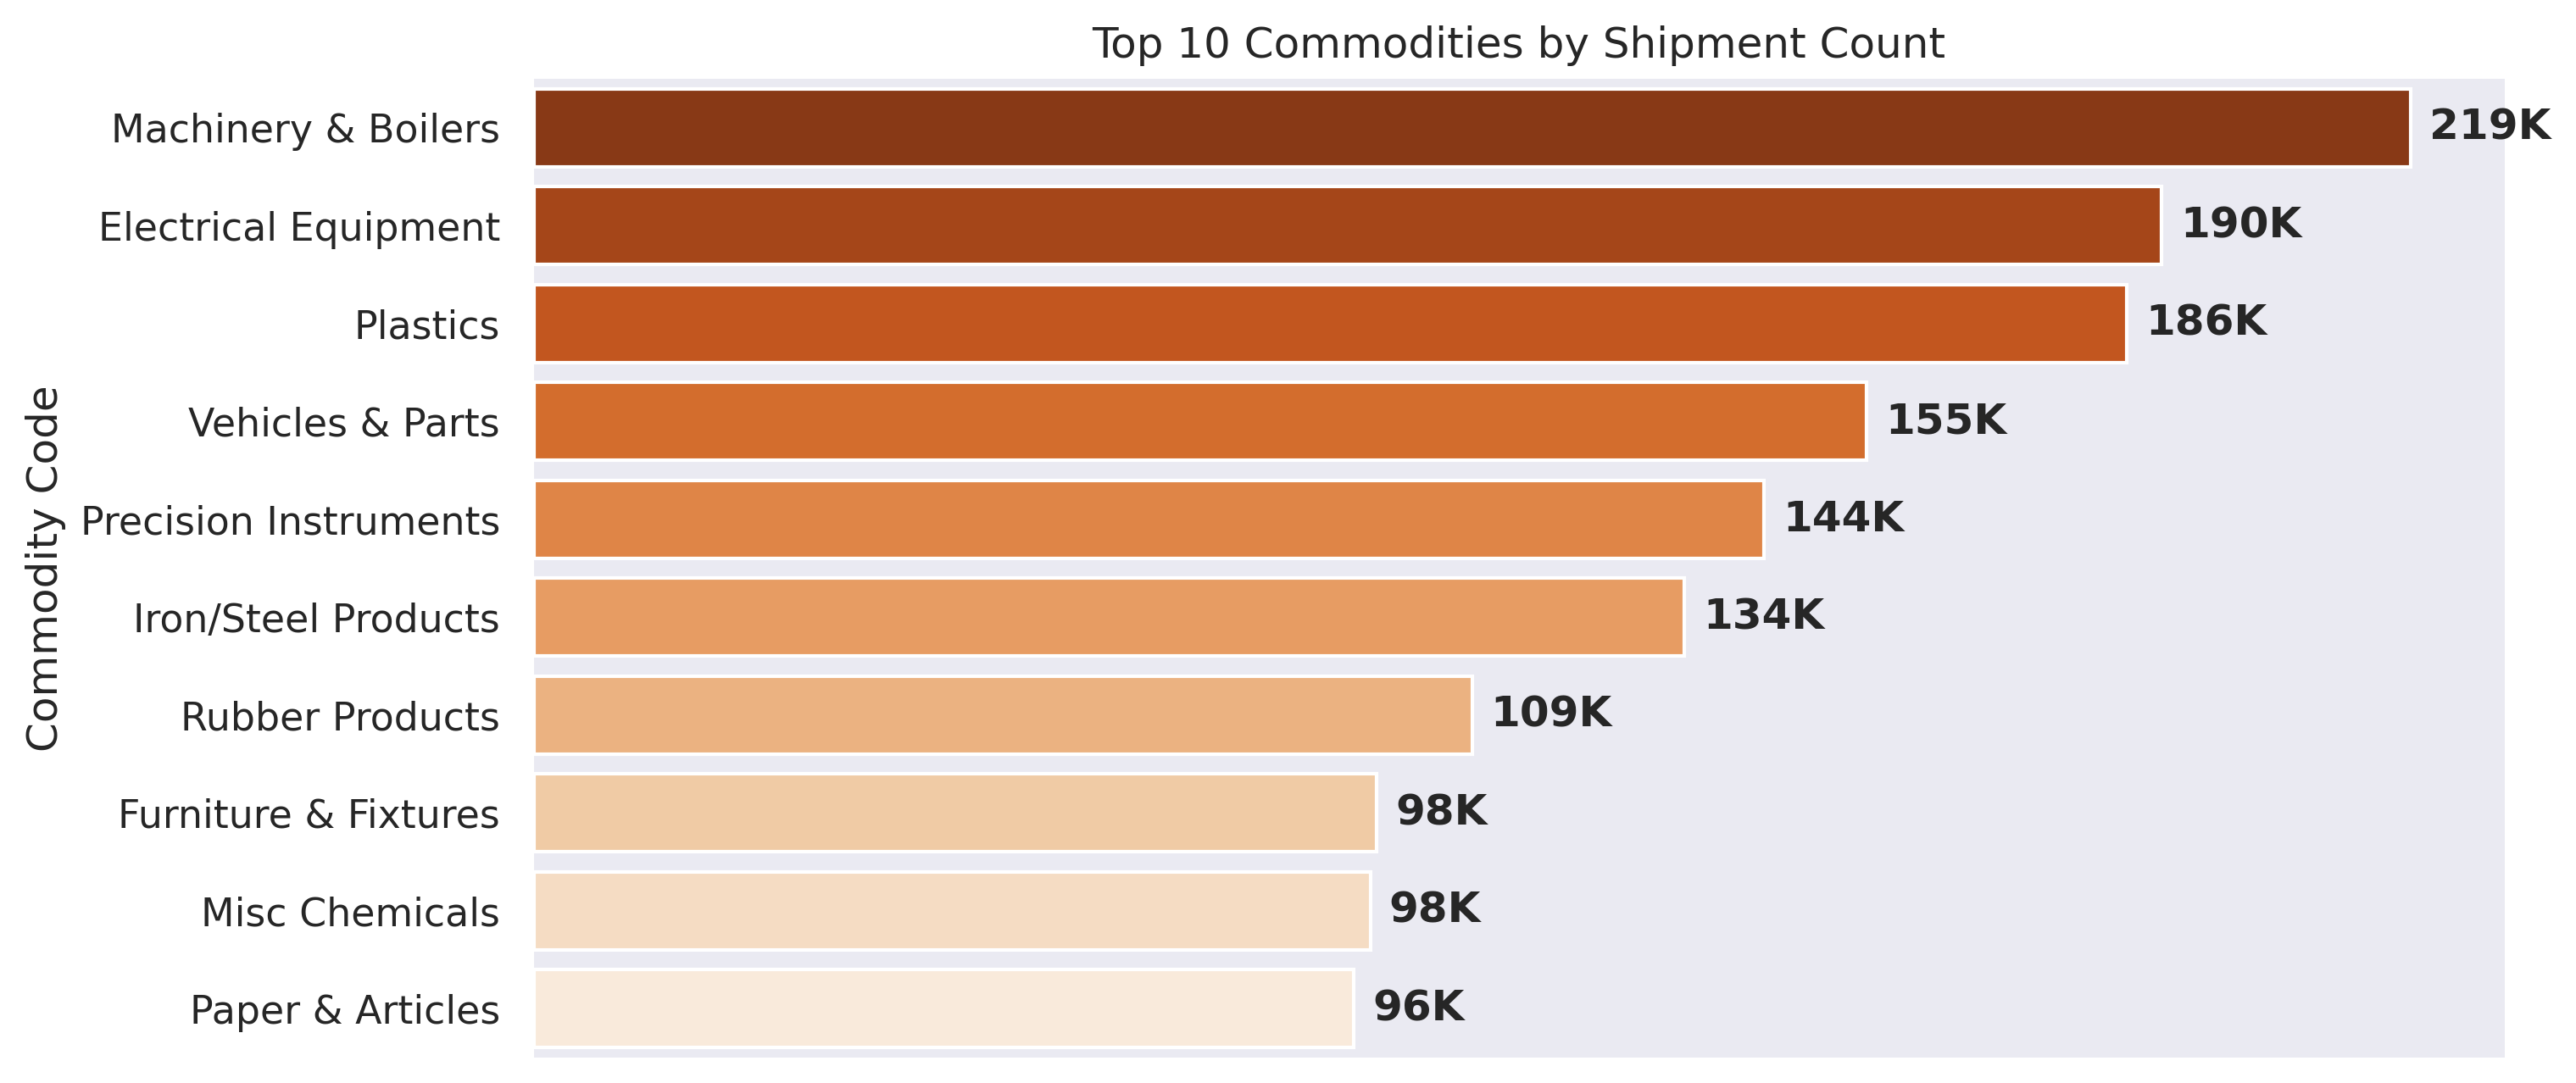 Top 10 Commodities by Shipment Count
Commodity Code
Machinery & Boilers 219K
Electrical Equipment 190K
Plastics 186K
Vehicles & Parts 155K
Precision Instruments 144K
Iron/Steel Products 134K
Rubber Products 109K
Furniture & Fixtures 98K
Misc Chemicals 98K
Paper & Articles 96K